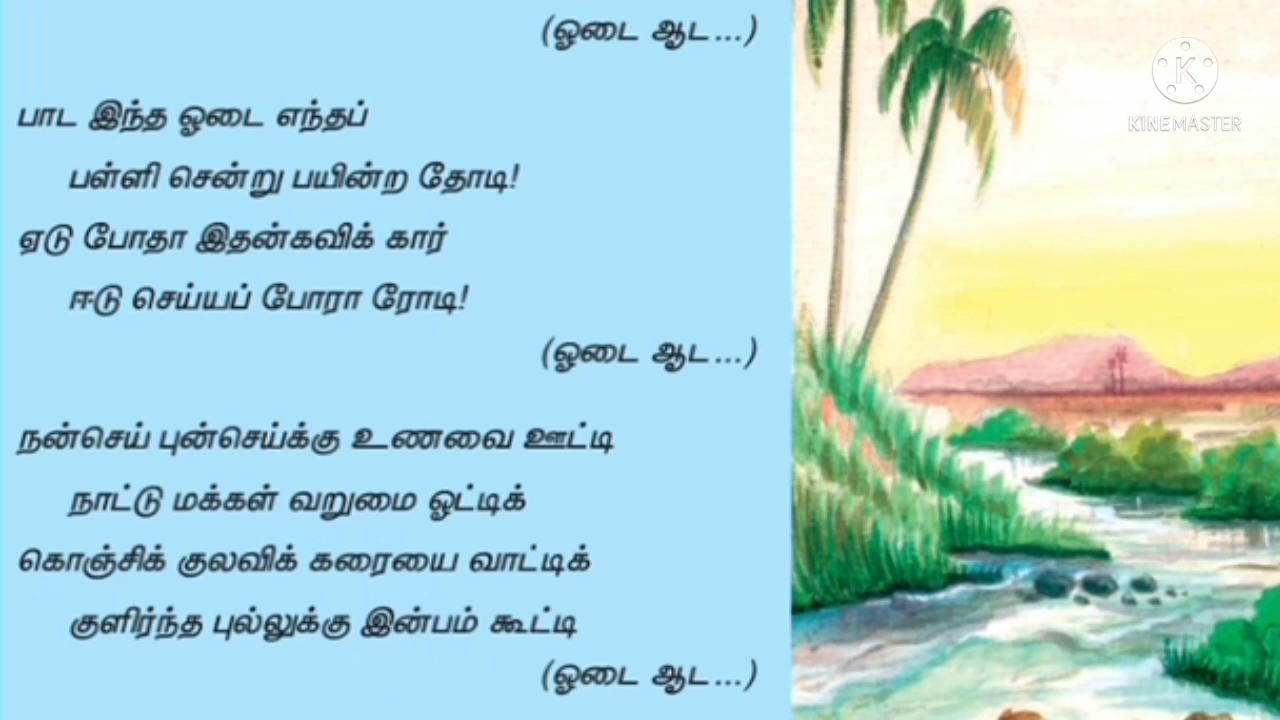 (ஓடை ஆட...)
பாட இந்த ஓடை எந்தப்
பள்ளி சென்று பயின்ற தோடி!
ஏடு போதா இதன்கவிக் கார்
ஈடு செய்யப் போரா ரோடி!
(ஓடை ஆட...)
நன்செய் புன்செய்க்கு உணவை ஊட்டி
நாட்டு மக்கள் வறுமை ஓட்டிக்
கொஞ்சிக் குலவிக் கரையை வாட்டிக்
குளிர்ந்த புல்லுக்கு இன்பம் கூட்டி
(ஓடை ஆட...)
K
KINEMASTER